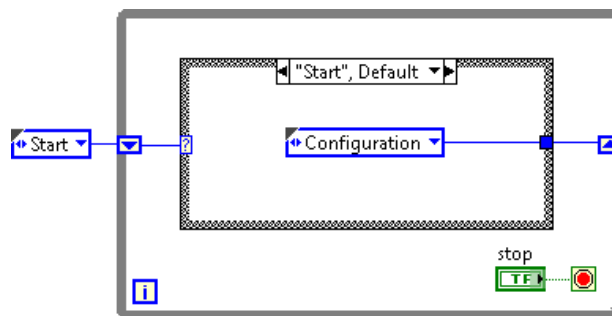 "Start", Default
Start
?
Configuration
stop
TF
i